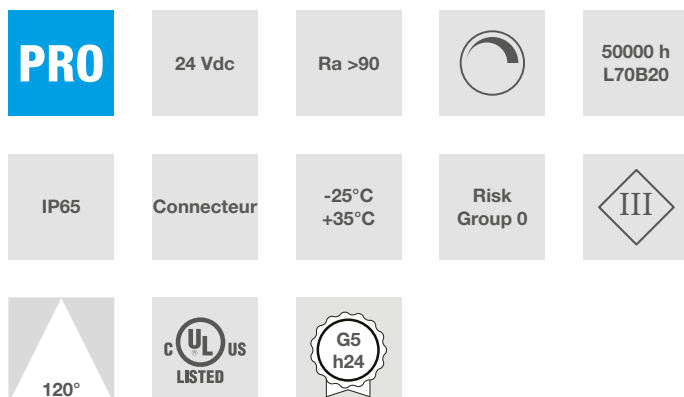 PRO
24 Vdc
Ra >90
50000 h
L70B20
IP65
Connecteur
-25°C
+35°C
Risk
Group 0
III
120°
C UL US
®
LISTED
G5
h24